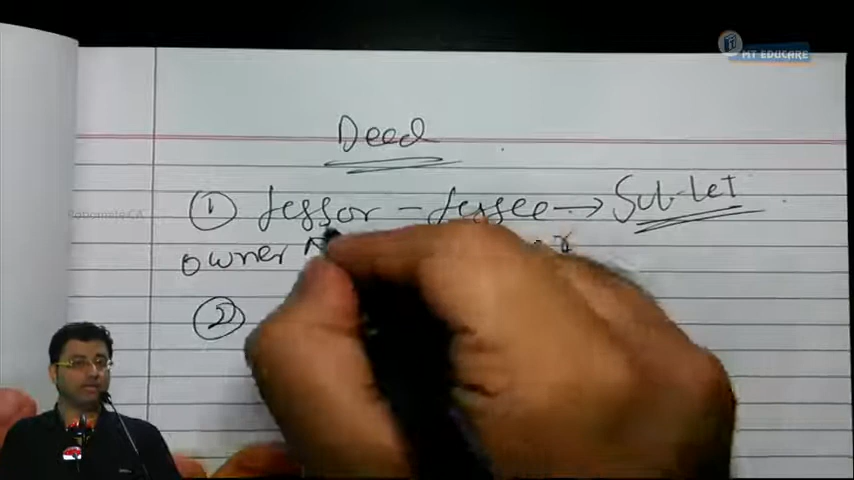 MT EDUCARE
Deed
① Lessor - Lessee → Sub-Let
owner
②